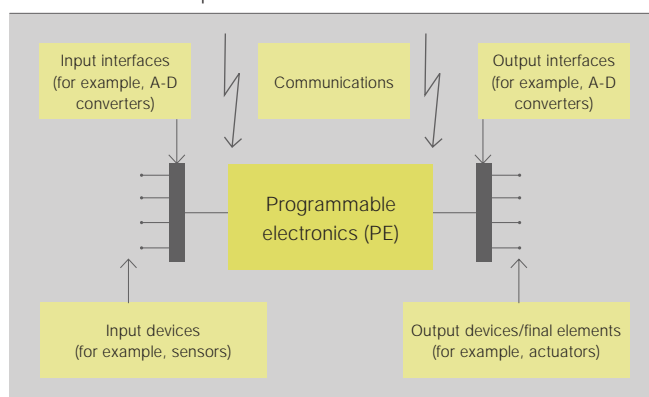 Input interfaces
(for example, A-D
converters)
Communications
Output interfaces
(for example, A-D
converters)
Programmable
electronics (PE)
Input devices
(for example, sensors)
Output devices/final elements
(for example, actuators)